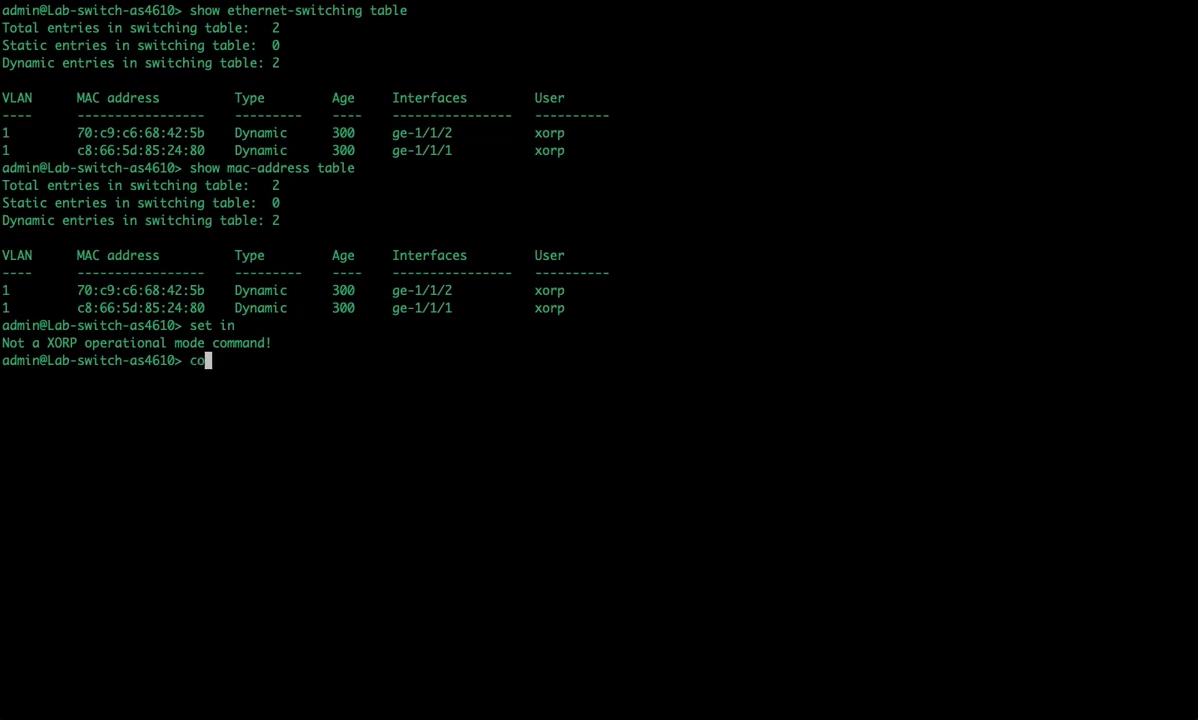 admin@Lab-switch-as4610> show ethernet-switching table
Total entries in switching table:   2
Static entries in switching table:  0
Dynamic entries in switching table: 2
VLAN      MAC address          Type         Age     Interfaces         User
----      -----------------    ---------    ----    ----------------   ----------
1         70:c9:c6:68:42:5b    Dynamic      300     ge-1/1/2           xorp
1         c8:66:5d:85:24:80    Dynamic      300     ge-1/1/1           xorp
admin@Lab-switch-as4610> show mac-address table
Total entries in switching table:   2
Static entries in switching table:  0
Dynamic entries in switching table: 2
VLAN      MAC address          Type         Age     Interfaces         User
----      -----------------    ---------    ----    ----------------   ----------
1         70:c9:c6:68:42:5b    Dynamic      300     ge-1/1/2           xorp
1         c8:66:5d:85:24:80    Dynamic      300     ge-1/1/1           xorp
admin@Lab-switch-as4610> set in
Not a XORP operational mode command!
admin@Lab-switch-as4610> co